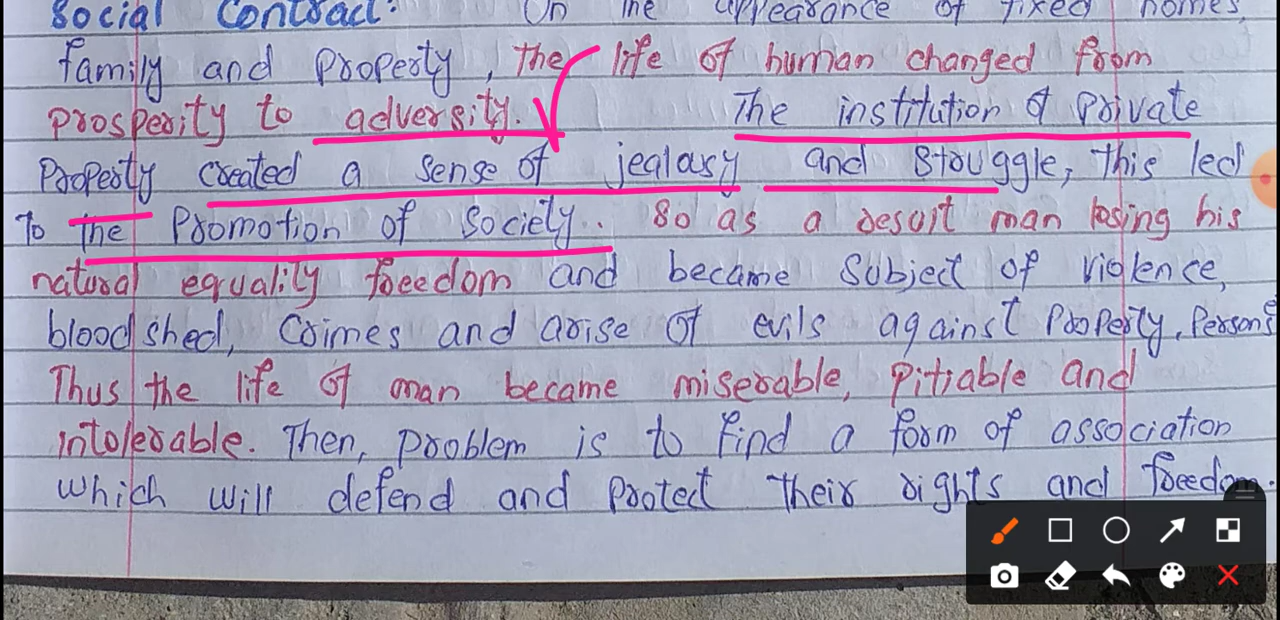 Social Contract: On the appearance of fixed homes,
family and Property, the life of human changed from
prosperity to adversity. The institution of Private
Property created a sense of jealasy and struggle, This led
To the Promotion of society. So as a desuit man losing his
natural equality freedom and became Subject of violence,
bloodshed, Crimes and arise of evils against Property, Persons
Thus the life of man became miserable, Pitiable and
intolerable. Then, problem is to find a form of association
which will defend and protect their rights and freedom.